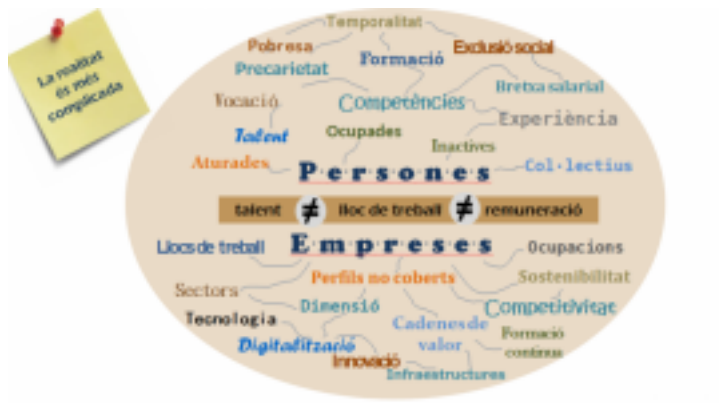 La realitat
és més
complicada
Temporalitat
Pobresa
Formació
Exclusió social
Precarietat
Bretxa salarial
Vocació
Competències
Experiència
Talent
Ocupades
Inactives
Aturades
Persones
Col·lectius
talent ≠ lloc de treball ≠ remuneració
Llocs de treball
Empreses
Ocupacions
Perfils no coberts
Sostenibilitat
Sectors
Dimensió
Competitivitat
Tecnologia
Cadenes de
valor
Formació
contínua
Digitalització
Innovació
Infraestructures